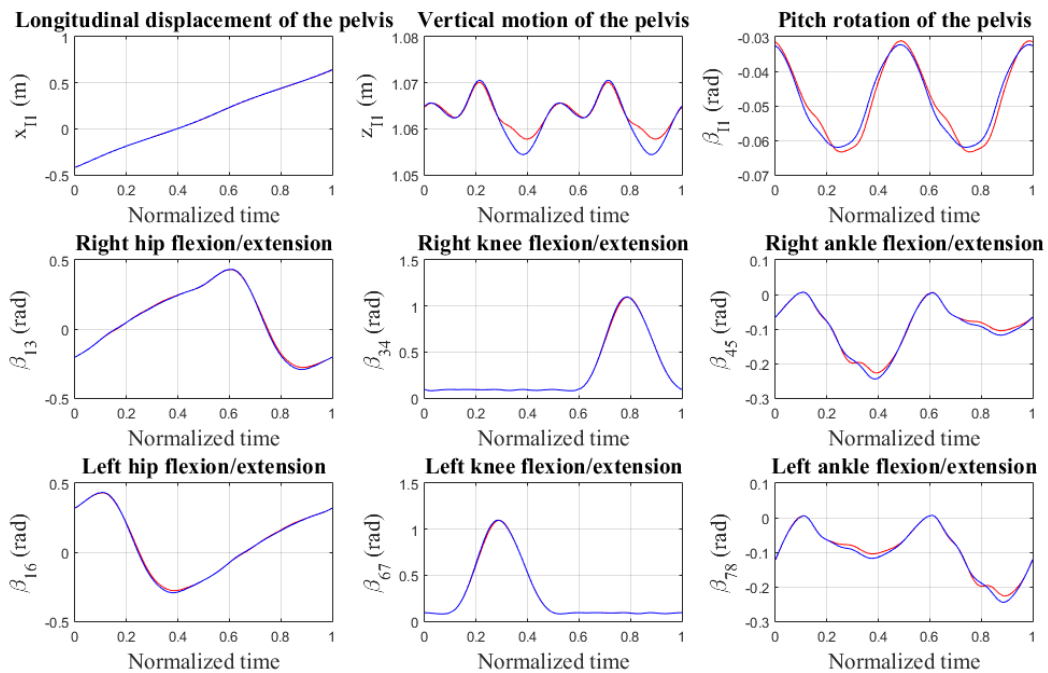 Longitudinal displacement of the pelvis
x_I1 (m)
1
0.5
0
-0.5
0 0.2 0.4 0.6 0.8 1
Normalized time
Vertical motion of the pelvis
z_I1 (m)
1.08
1.07
1.06
1.05
0 0.2 0.4 0.6 0.8 1
Normalized time
Pitch rotation of the pelvis
β_I1 (rad)
-0.03
-0.04
-0.05
-0.06
-0.07
0 0.2 0.4 0.6 0.8 1
Normalized time
Right hip flexion/extension
β_13 (rad)
0.5
0
-0.5
0 0.2 0.4 0.6 0.8 1
Normalized time
Right knee flexion/extension
β_34 (rad)
1.5
1
0.5
0
0 0.2 0.4 0.6 0.8 1
Normalized time
Right ankle flexion/extension
β_45 (rad)
0.1
0
-0.1
-0.2
-0.3
0 0.2 0.4 0.6 0.8 1
Normalized time
Left hip flexion/extension
β_16 (rad)
0.5
0
-0.5
0 0.2 0.4 0.6 0.8 1
Normalized time
Left knee flexion/extension
β_67 (rad)
1.5
1
0.5
0
0 0.2 0.4 0.6 0.8 1
Normalized time
Left ankle flexion/extension
β_78 (rad)
0.1
0
-0.1
-0.2
-0.3
0 0.2 0.4 0.6 0.8 1
Normalized time